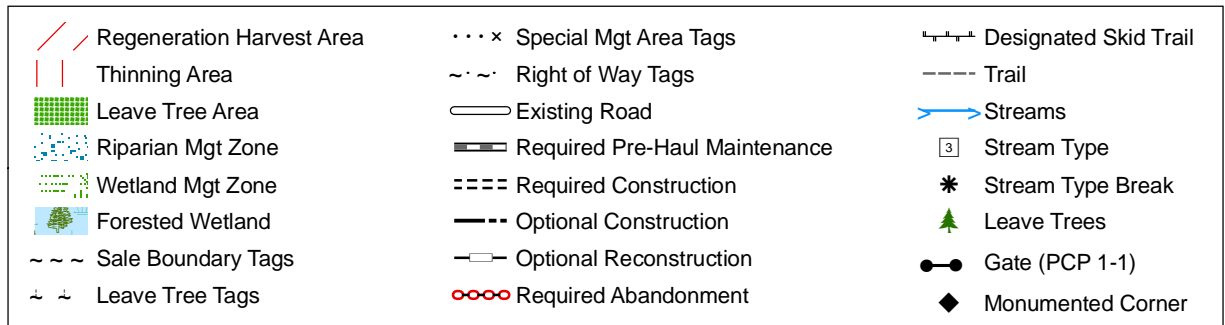 Regeneration Harvest Area
Thinning Area
Leave Tree Area
Riparian Mgt Zone
Wetland Mgt Zone
Forested Wetland
Sale Boundary Tags
Leave Tree Tags
Special Mgt Area Tags
Right of Way Tags
Existing Road
Required Pre-Haul Maintenance
Required Construction
Optional Construction
Optional Reconstruction
Required Abandonment
Designated Skid Trail
Trail
Streams
3 Stream Type
Stream Type Break
Leave Trees
Gate (PCP 1-1)
Monumented Corner